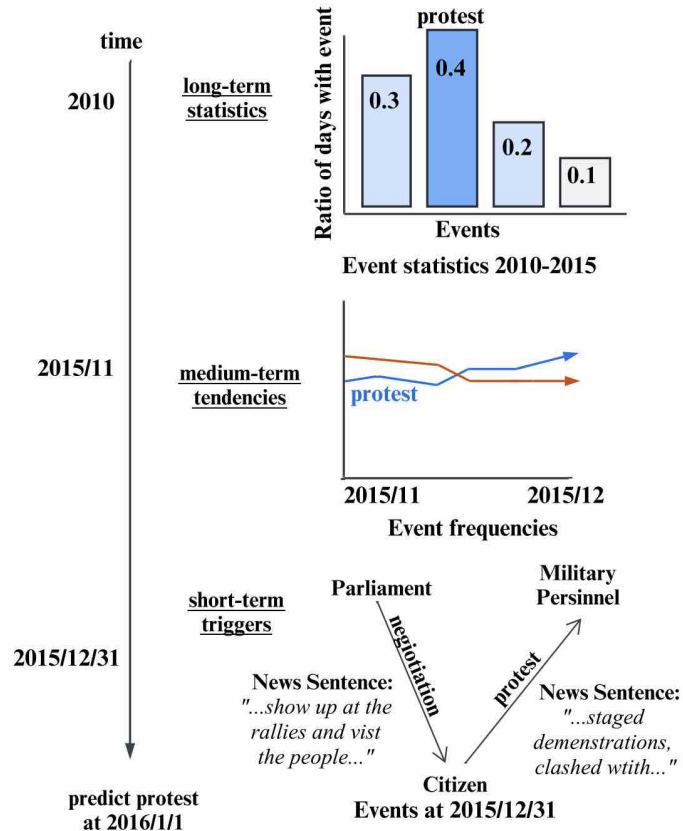 time
2010
long-term
statistics
Ratio of days with event
protest
0.3
0.4
0.2
0.1
Events
Event statistics 2010-2015
2015/11
medium-term
tendencies
protest
2015/11
2015/12
Event frequencies
short-term
triggers
2015/12/31
Parliament
Military
Persinnel
negiotiation
protest
News Sentence:
"...show up at the
rallies and vist
the people..."
News Sentence:
"...staged
demenstrations,
clashed wtith..."
Citizen
Events at 2015/12/31
predict protest
at 2016/1/1